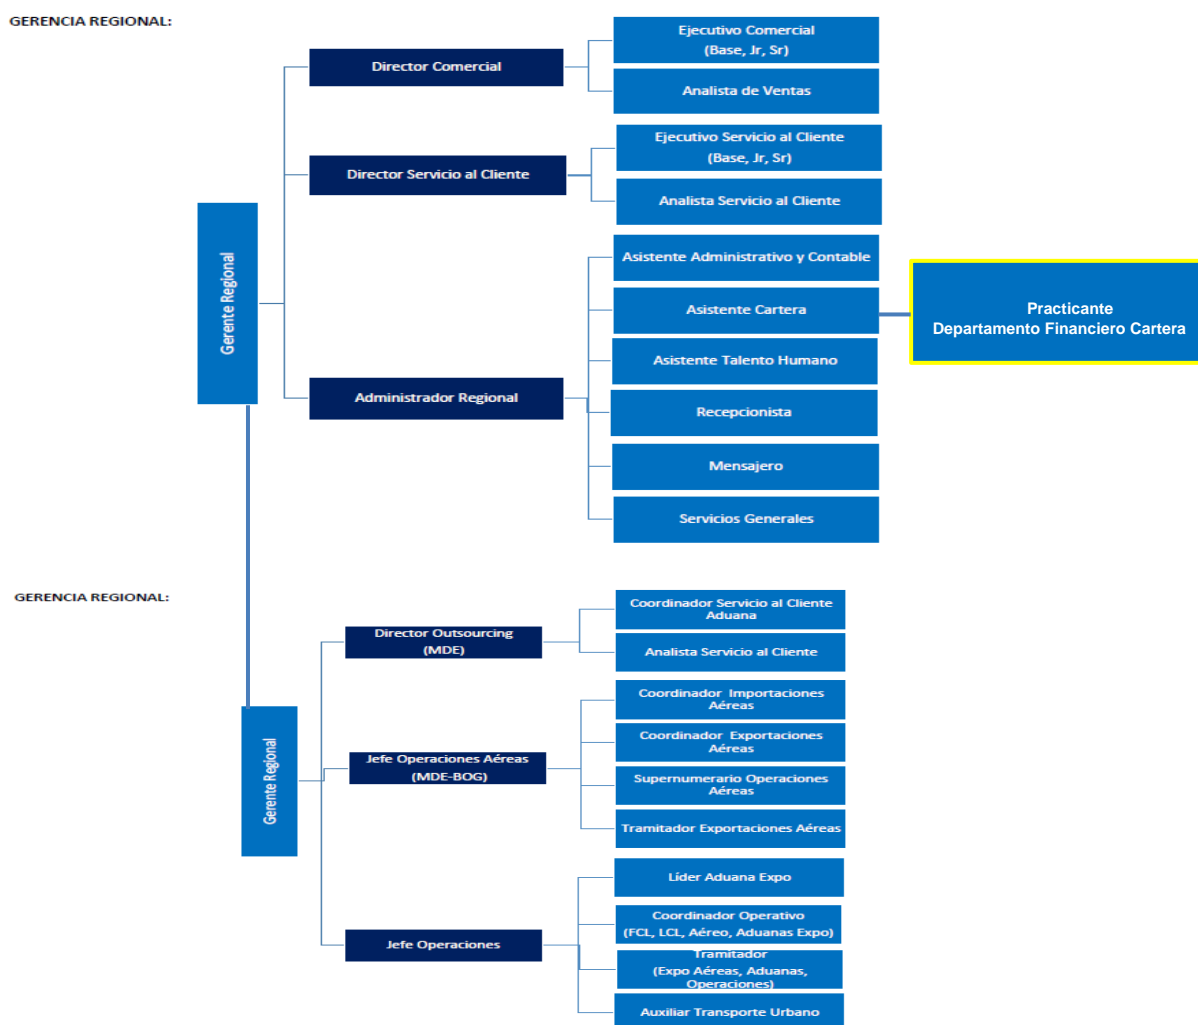 GERENCIA REGIONAL:
Gerente Regional
Director Comercial
Ejecutivo Comercial
(Base, Jr, Sr)
Analista de Ventas
Director Servicio al Cliente
Ejecutivo Servicio al Cliente
(Base, Jr, Sr)
Analista Servicio al Cliente
Administrador Regional
Asistente Administrativo y Contable
Asistente Cartera
Practicante
Departamento Financiero Cartera
Asistente Talento Humano
Recepcionista
Mensajero
Servicios Generales
GERENCIA REGIONAL:
Gerente Regional
Director Outsourcing
(MDE)
Coordinador Servicio al Cliente
Aduana
Analista Servicio al Cliente
Jefe Operaciones Aéreas
(MDE-BOG)
Coordinador Importaciones
Aéreas
Coordinador Exportaciones
Aéreas
Supernumerario Operaciones
Aéreas
Tramitador Exportaciones Aéreas
Jefe Operaciones
Líder Aduana Expo
Coordinador Operativo
(FCL, LCL, Aéreo, Aduanas Expo)
Tramitador
(Expo Aéreas, Aduanas,
Operaciones)
Auxiliar Transporte Urbano